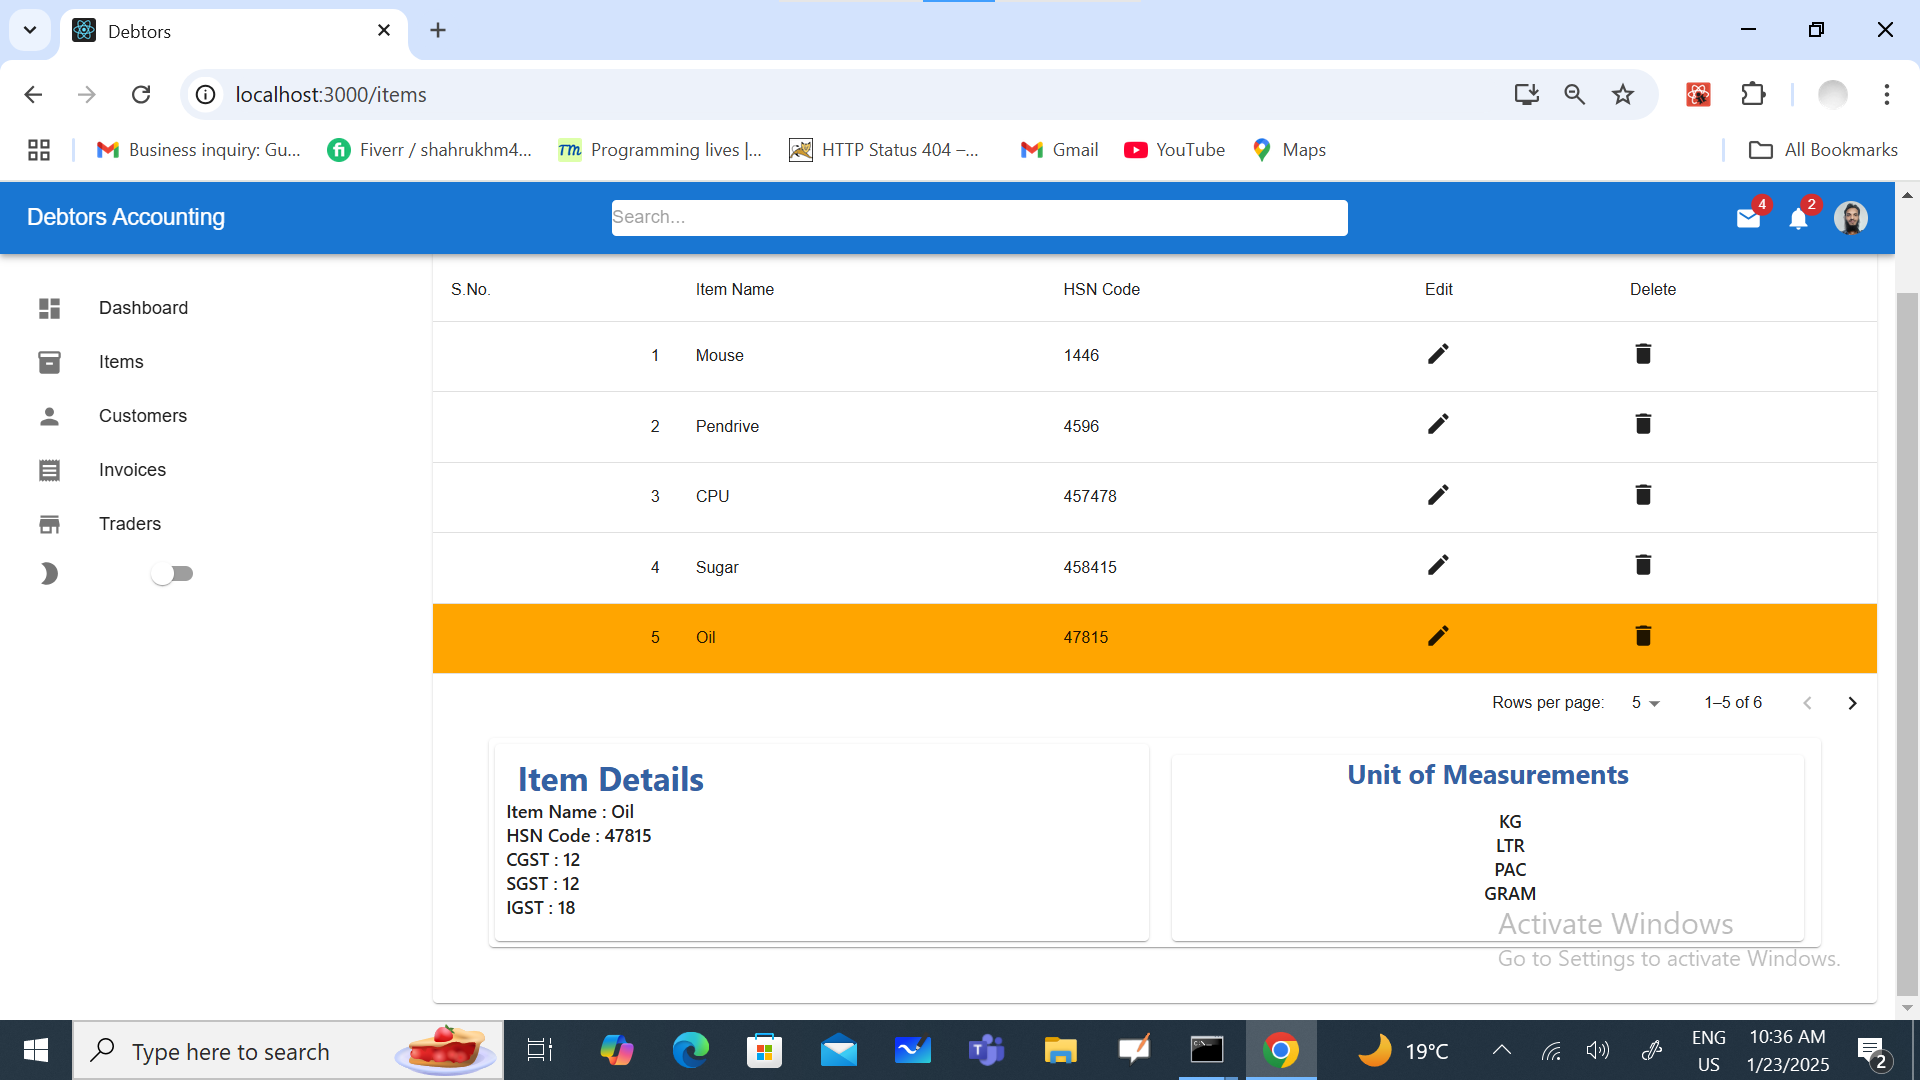 Debtors
localhost:3000/items
Business inquiry: Gu...
Fiverr / shahrukhm4...
TM Programming lives |...
HTTP Status 404 –...
Gmail
YouTube
Maps
All Bookmarks
Debtors Accounting
Search...
4
2
Dashboard
Items
Customers
Invoices
Traders
S.No. Item Name HSN Code Edit Delete
1 Mouse 1446
2 Pendrive 4596
3 CPU 457478
4 Sugar 458415
5 Oil 47815
Rows per page: 5 1–5 of 6
Item Details
Item Name : Oil
HSN Code : 47815
CGST : 12
SGST : 12
IGST : 18
Unit of Measurements
KG
LTR
PAC
GRAM
Activate Windows
Go to Settings to activate Windows.
Type here to search
19°C
ENG
US
10:36 AM
1/23/2025
2